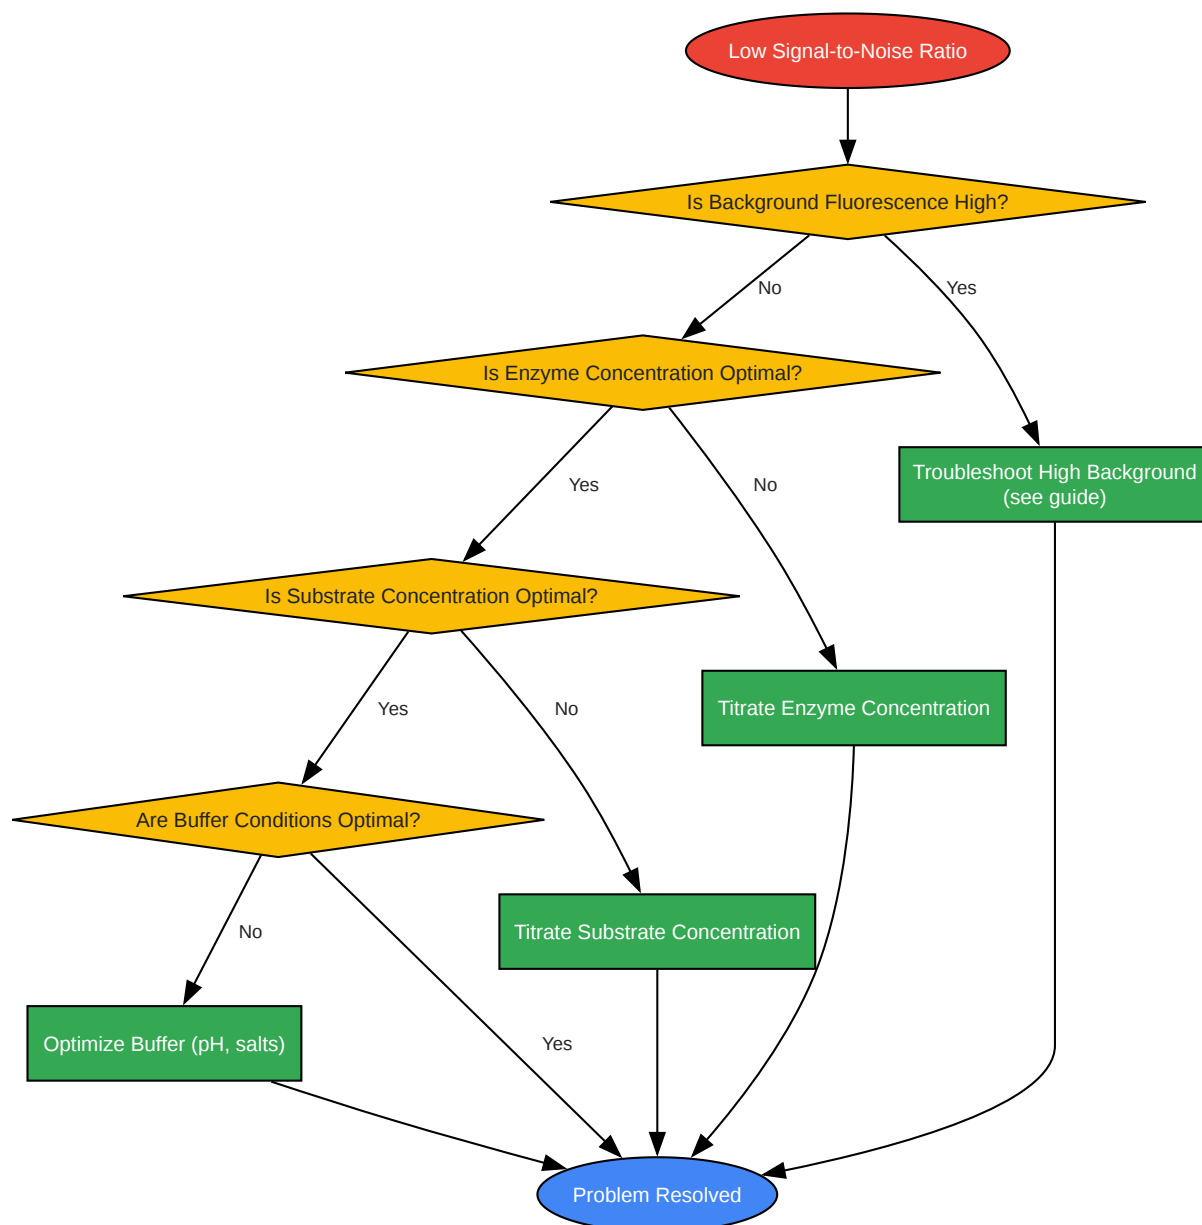 Low Signal-to-Noise Ratio
Is Background Fluorescence High?
No
Yes
Is Enzyme Concentration Optimal?
Troubleshoot High Background
(see guide)
Yes
No
Is Substrate Concentration Optimal?
Titrate Enzyme Concentration
Yes
No
Are Buffer Conditions Optimal?
Titrate Substrate Concentration
No
Yes
Optimize Buffer (pH, salts)
Problem Resolved